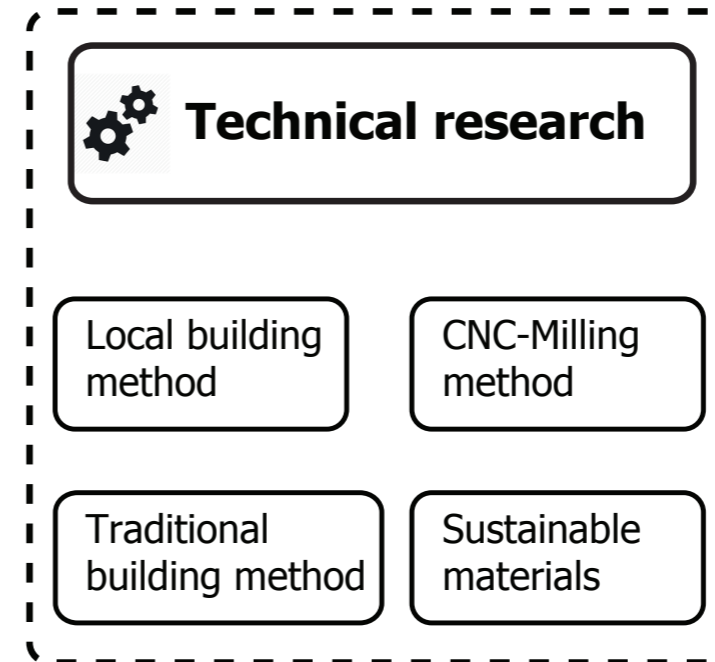 Technical research
Local building
method
CNC-Milling
method
Traditional
building method
Sustainable
materials